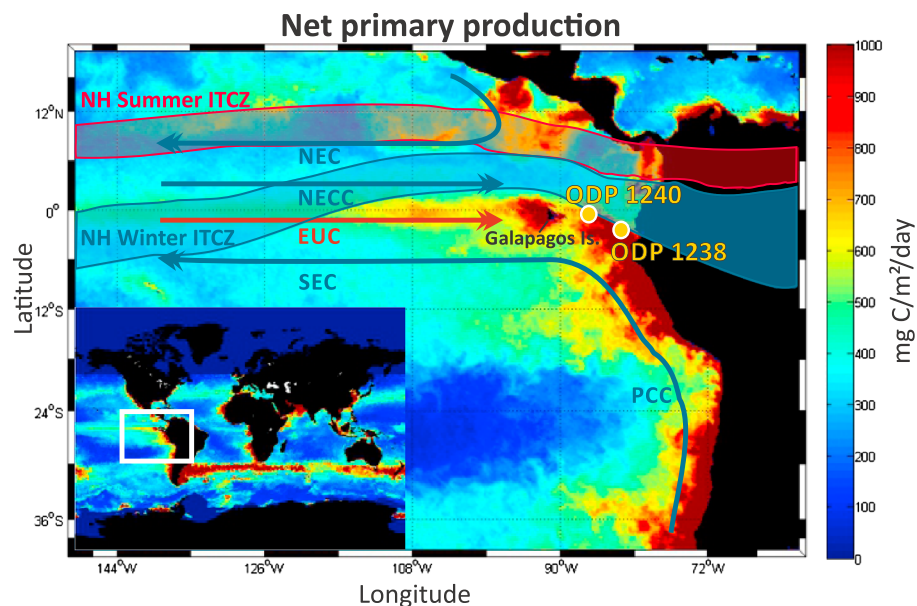 Net primary production
NH Summer ITCZ
NEC
NECC
ODP 1240
NH Winter ITCZ
EUC
Galapagos Is.
ODP 1238
SEC
PCC
12°N
0°
12°S
24°S
36°S
Latitude
144°W
126°W
108°W
90°W
72°W
Longitude
1000
900
800
700
600
500
400
300
200
100
0
mg C/m²/day